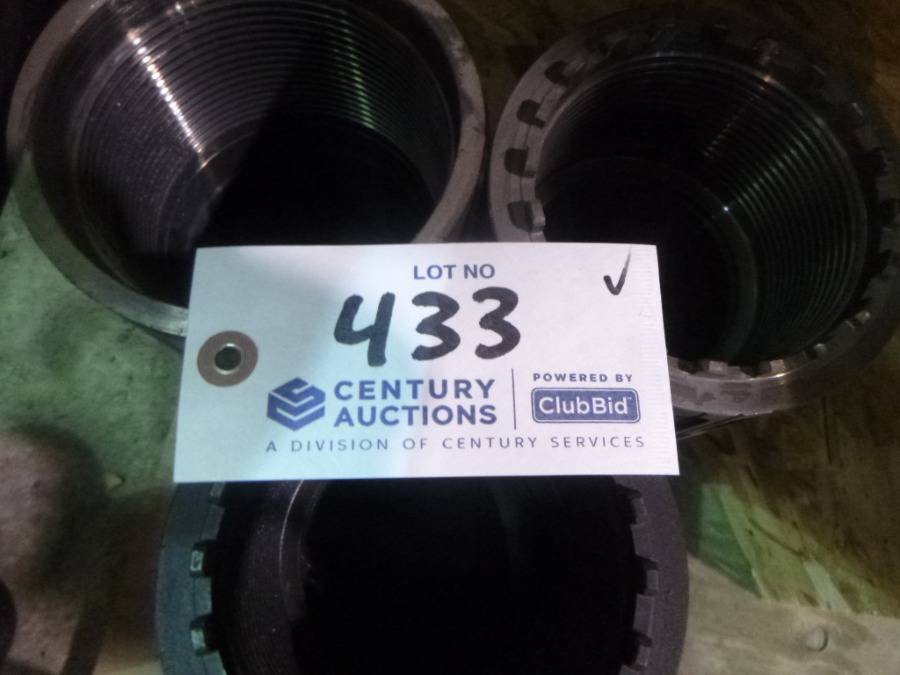 LOT NO
433
CENTURY
AUCTIONS
POWERED BY
ClubBid
A DIVISION OF CENTURY SERVICES